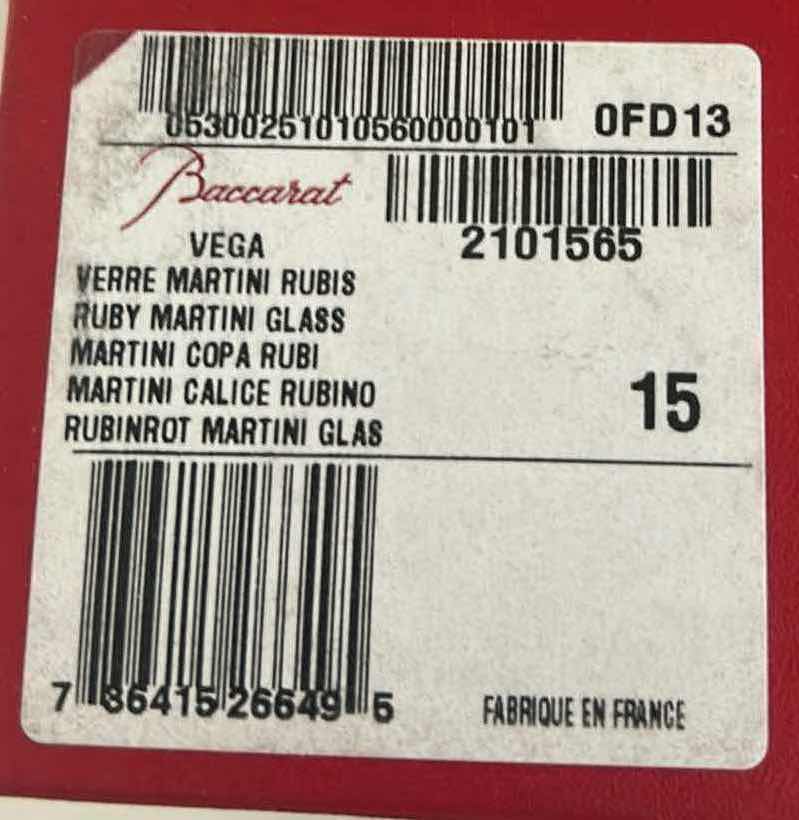 05300251010560000101 0FD13
Baccarat
2101565
VEGA
VERRE MARTINI RUBIS
RUBY MARTINI GLASS
MARTINI COPA RUBI
MARTINI CALICE RUBINO
RUBINROT MARTINI GLAS
15
7 36415 26649 5
FABRIQUE EN FRANCE